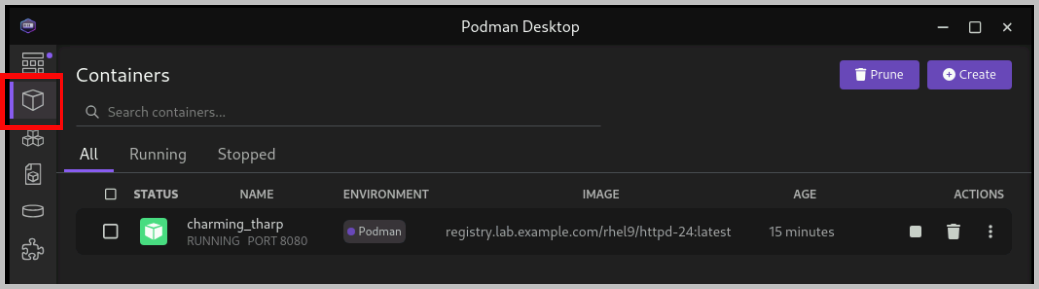 Podman Desktop
Containers
Prune
Create
Search containers...
All Running Stopped
STATUS NAME ENVIRONMENT IMAGE AGE ACTIONS
charming_tharp
RUNNING PORT 8080
Podman
registry.lab.example.com/rhel9/httpd-24:latest
15 minutes